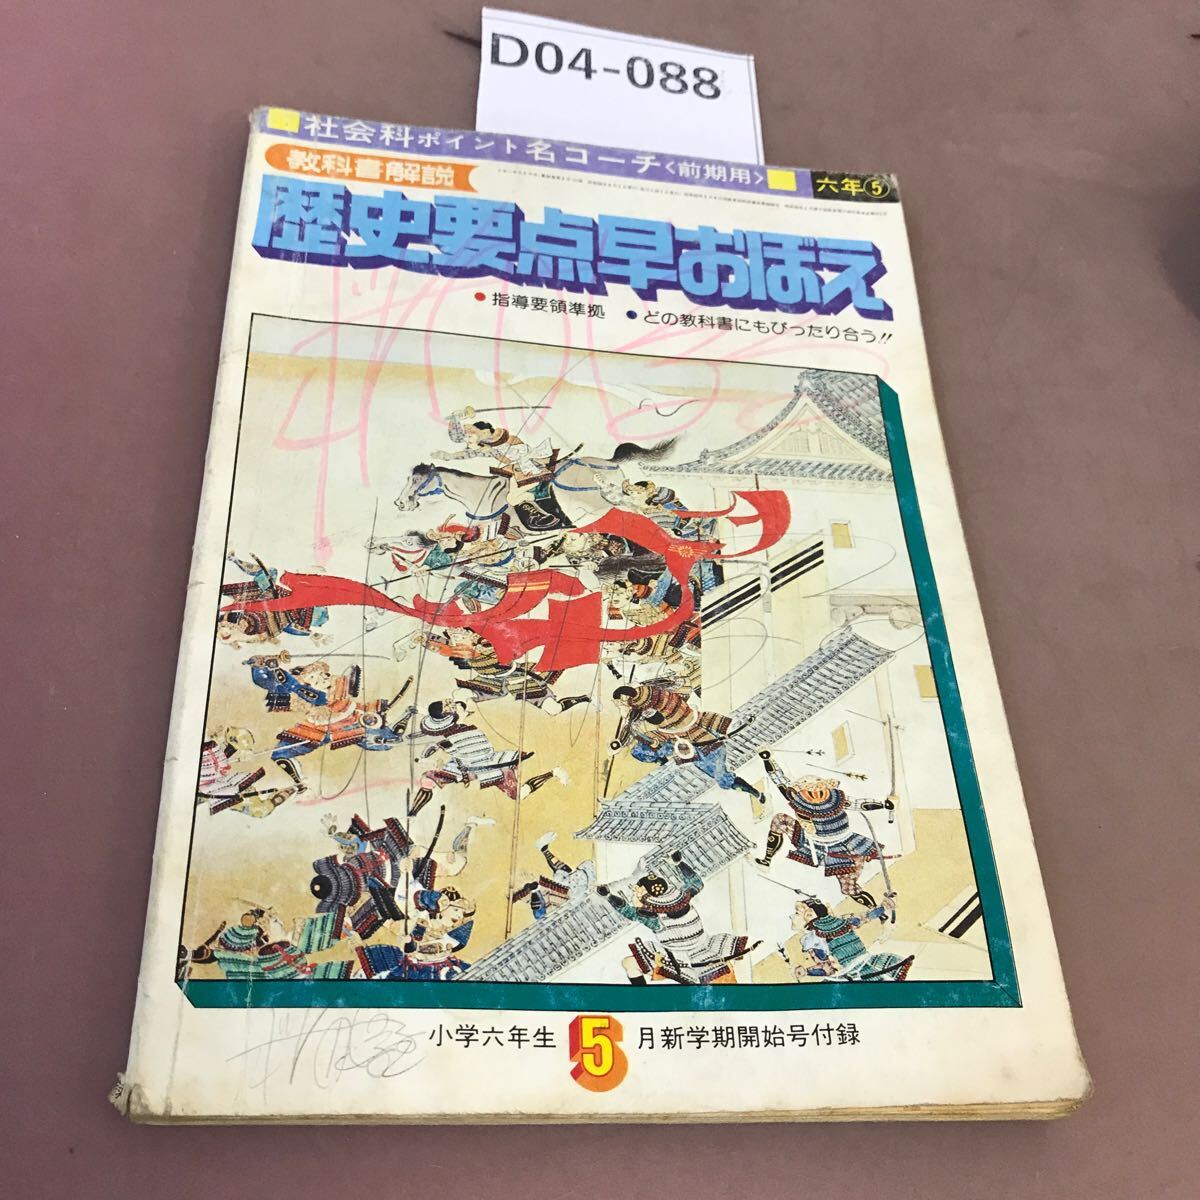 D04-088
社会科ポイント名コーチ〈前期用〉
六年⑤
教科書解説
歴史要点早おぼえ
●指導要領準拠 ●どの教科書にもぴったり合う!!
小学六年生5月新学期開始号付録